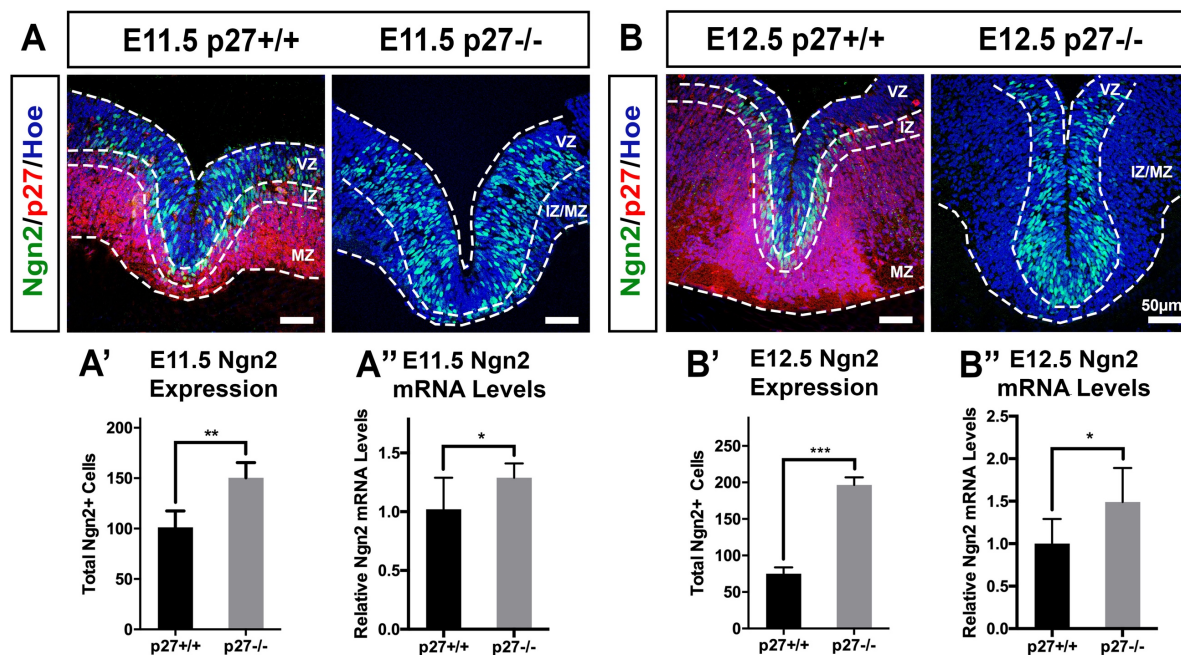 A
E11.5 p27+/+
E11.5 p27-/-
Ngn2/p27/Hoe
VZ
IZ
MZ
VZ
IZ/MZ
B
E12.5 p27+/+
E12.5 p27-/-
Ngn2/p27/Hoe
VZ
IZ
MZ
VZ
IZ/MZ
50µm
A'
E11.5 Ngn2
Expression
Total Ngn2+ Cells
200
150
100
50
0
**
p27+/+
p27-/-
A"
E11.5 Ngn2
mRNA Levels
Relative Ngn2 mRNA Levels
1.5
1.0
0.5
0.0
*
p27+/+
p27-/-
B'
E12.5 Ngn2
Expression
Total Ngn2+ Cells
250
200
150
100
50
0
***
p27+/+
p27-/-
B"
E12.5 Ngn2
mRNA Levels
Relative Ngn2 mRNA Levels
2.5
2.0
1.5
1.0
0.5
0.0
*
p27+/+
p27-/-